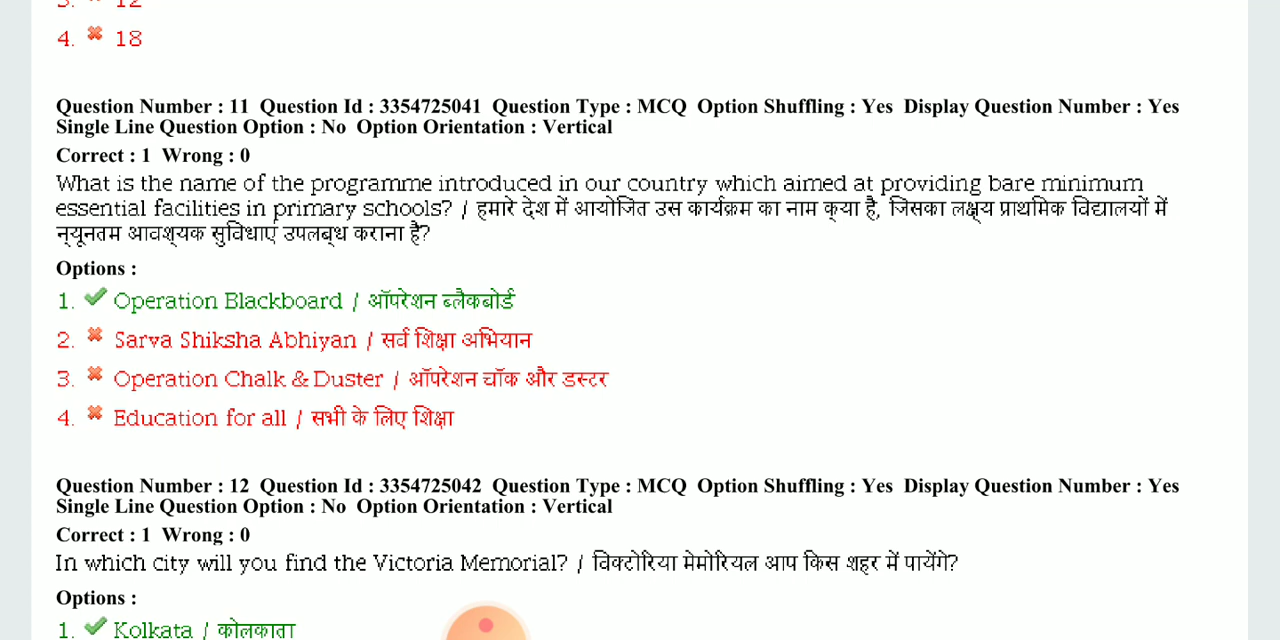 4. 18
Question Number : 11 Question Id : 3354725041 Question Type : MCQ Option Shuffling : Yes Display Question Number : Yes
Single Line Question Option : No Option Orientation : Vertical
Correct : 1 Wrong : 0
What is the name of the programme introduced in our country which aimed at providing bare minimum
essential facilities in primary schools? / हमारे देश में आयोजित उस कार्यक्रम का नाम क्या है, जिसका लक्ष्य प्राथमिक विद्यालयों में
न्यूनतम आवश्यक सुविधाएं उपलब्ध कराना है?
Options :
1. Operation Blackboard / ऑपरेशन ब्लैकबोर्ड
2. Sarva Shiksha Abhiyan / सर्व शिक्षा अभियान
3. Operation Chalk & Duster / ऑपरेशन चॉक और डस्टर
4. Education for all / सभी के लिए शिक्षा
Question Number : 12 Question Id : 3354725042 Question Type : MCQ Option Shuffling : Yes Display Question Number : Yes
Single Line Question Option : No Option Orientation : Vertical
Correct : 1 Wrong : 0
In which city will you find the Victoria Memorial? / विक्टोरिया मेमोरियल आप किस शहर में पायेंगे?
Options :
1. Kolkata / कोलकाता